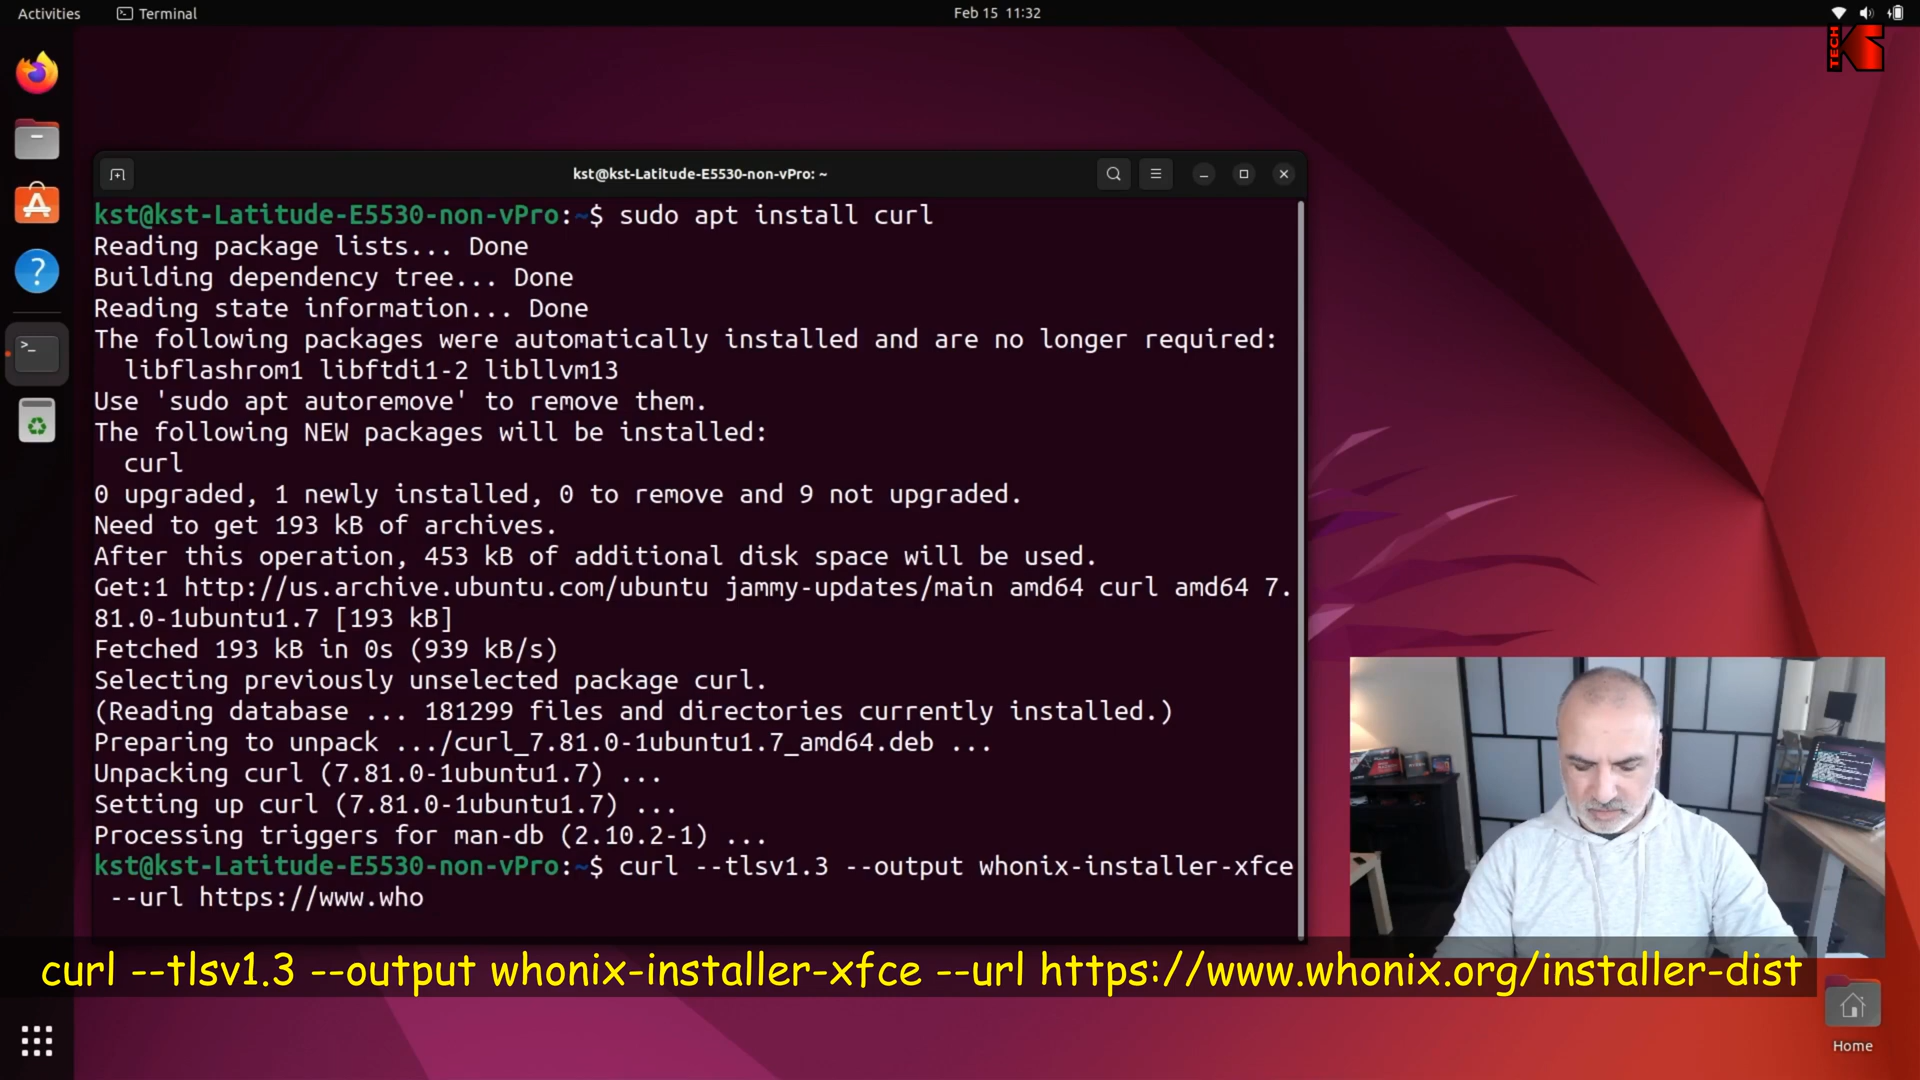 Activities
Terminal
Feb 15 11:32
TECH
KS
kst@kst-Latitude-E5530-non-vPro: ~
kst@kst-Latitude-E5530-non-vPro:~$ sudo apt install curl
Reading package lists... Done
Building dependency tree... Done
Reading state information... Done
The following packages were automatically installed and are no longer required:
libflashrom1 libftdi1-2 libllvm13
Use 'sudo apt autoremove' to remove them.
The following NEW packages will be installed:
curl
0 upgraded, 1 newly installed, 0 to remove and 9 not upgraded.
Need to get 193 kB of archives.
After this operation, 453 kB of additional disk space will be used.
Get:1 http://us.archive.ubuntu.com/ubuntu jammy-updates/main amd64 curl amd64 7.
81.0-1ubuntu1.7 [193 kB]
Fetched 193 kB in 0s (939 kB/s)
Selecting previously unselected package curl.
(Reading database ... 181299 files and directories currently installed.)
Preparing to unpack .../curl_7.81.0-1ubuntu1.7_amd64.deb ...
Unpacking curl (7.81.0-1ubuntu1.7) ...
Setting up curl (7.81.0-1ubuntu1.7) ...
Processing triggers for man-db (2.10.2-1) ...
kst@kst-Latitude-E5530-non-vPro:~$ curl --tlsv1.3 --output whonix-installer-xfce
--url https://www.who
curl --tlsv1.3 --output whonix-installer-xfce --url https://www.whonix.org/installer-dist
Home